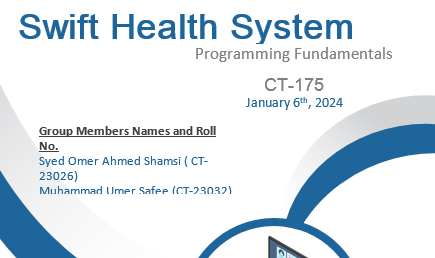 Swift Health System
Programming Fundamentals
CT-175
January 6th, 2024
Group Members Names and Roll
No.
Syed Omer Ahmed Shamsi ( CT-
23026)
Muhammad Umer Safee (CT-23032)